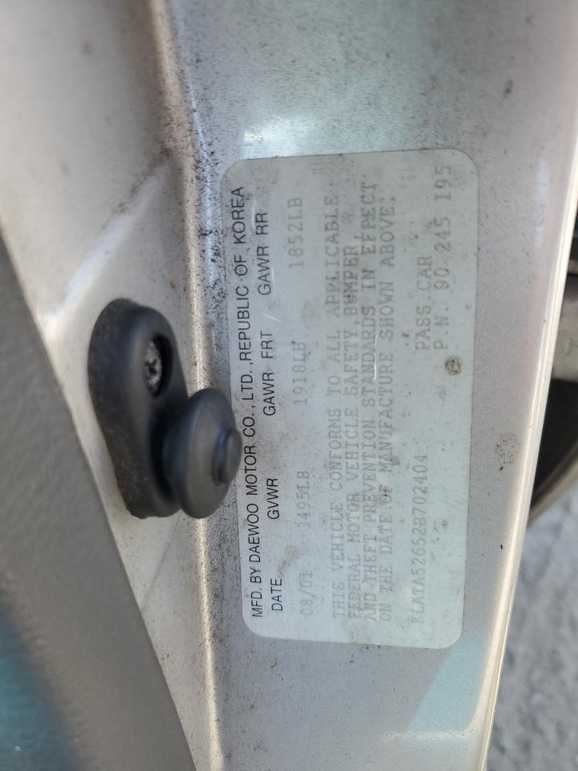 MFD. BY DAEWOO MOTOR CO., LTD., REPUBLIC OF KOREA
DATE GVWR GAWR FRT GAWR RR
08/01 3495LB 1918LB 1852LB
THIS VEHICLE CONFORMS TO ALL APPLICABLE
FEDERAL MOTOR VEHICLE SAFETY, BUMPER,
AND THEFT PREVENTION STANDARDS IN EFFECT
ON THE DATE OF MANUFACTURE SHOWN ABOVE.
PASS.CAR
P.N. 90 245 195